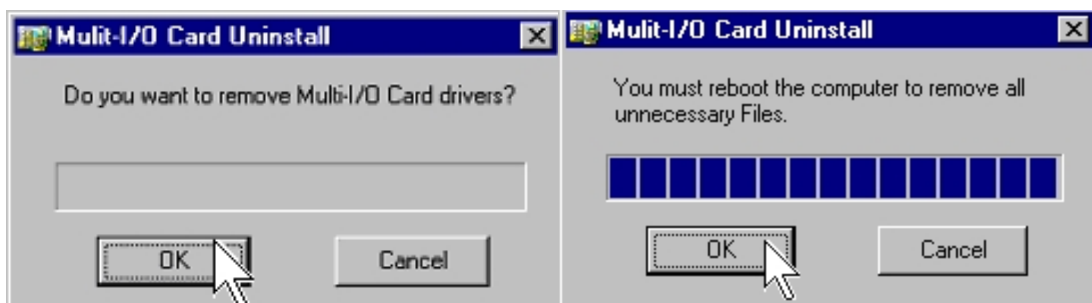 Mulit-I/O Card Uninstall
Do you want to remove Multi-I/O Card drivers?
OK
Cancel
Mulit-I/O Card Uninstall
You must reboot the computer to remove all
unnecessary Files.
OK
Cancel